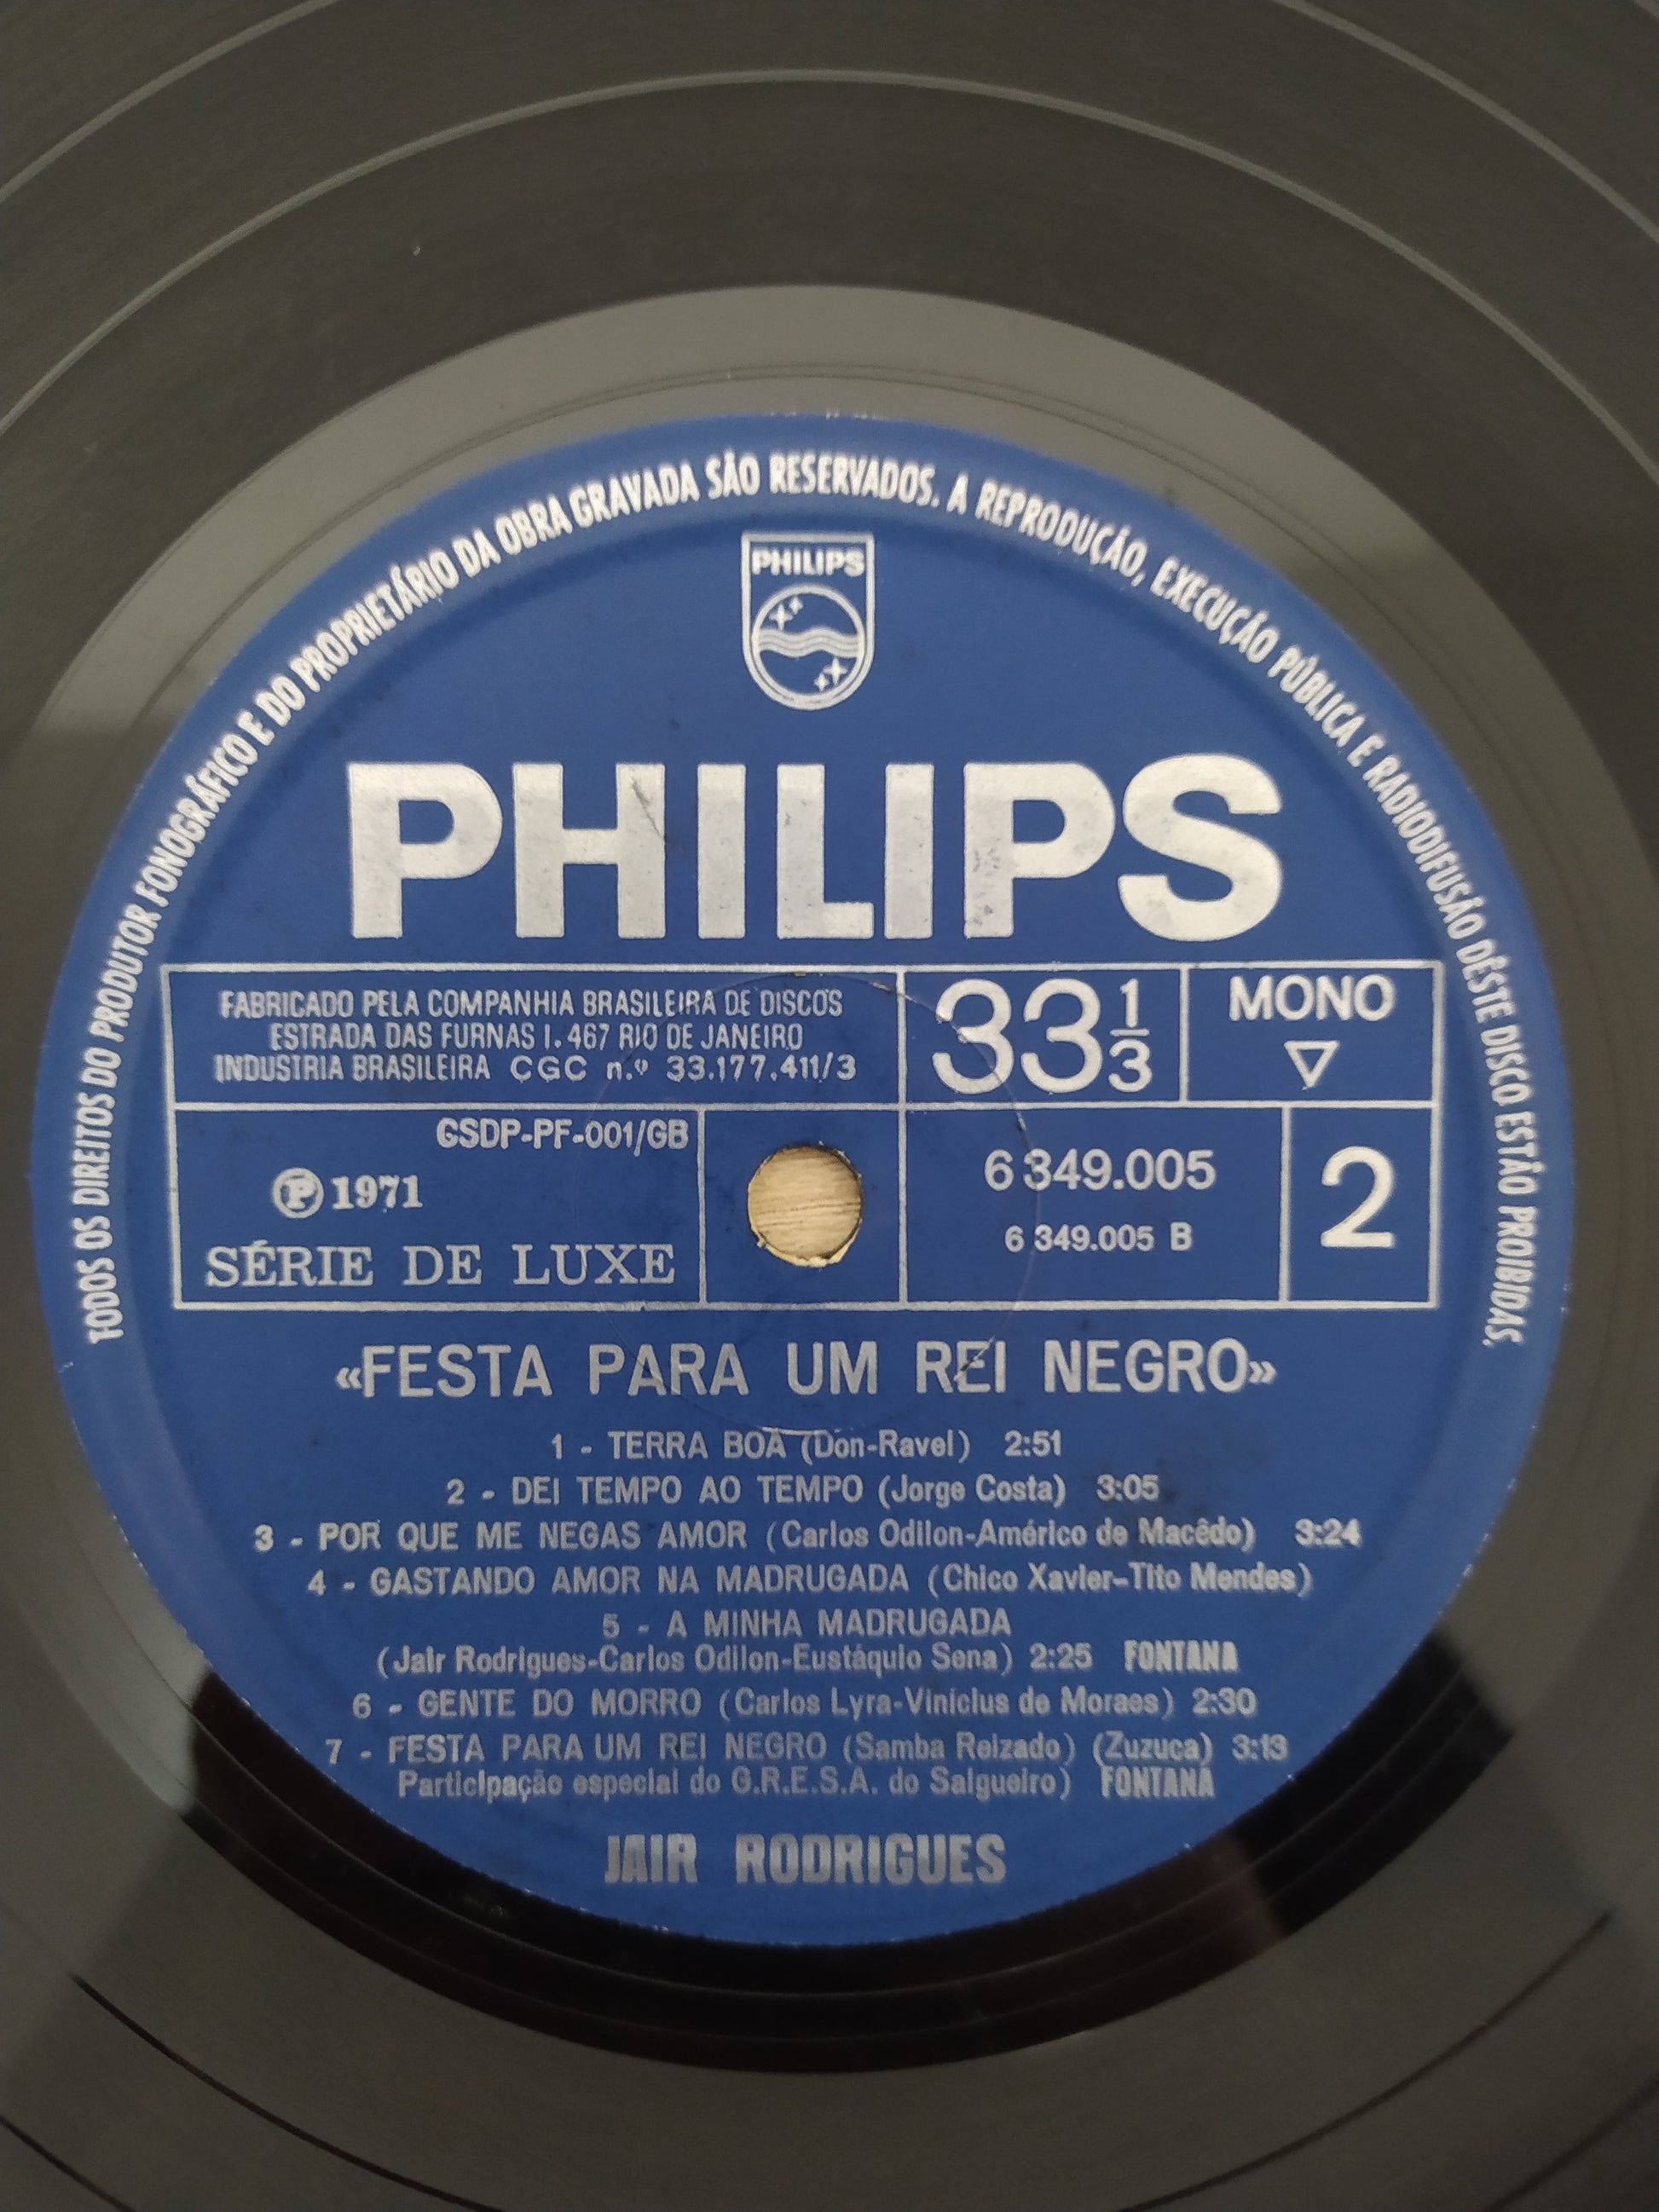 TODOS OS DIREITOS DO PRODUTOR FONOGRÁFICO E DO PROPRIETÁRIO DA OBRA GRAVADA SÃO RESERVADOS. A REPRODUÇÃO, EXECUÇÃO PÚBLICA E RADIODIFUSÃO DÊSTE DISCO ESTÃO PROIBIDAS.
PHILIPS
PHILIPS
FABRICADO PELA COMPANHIA BRASILEIRA DE DISCOS
ESTRADA DAS FURNAS 1.467 RIO DE JANEIRO
INDUSTRIA BRASILEIRA CGC n.º 33.177.411/3
33 1/3
MONO
▽
GSDP-PF-001/GB
℗ 1971
SÉRIE DE LUXE
6 349.005
6 349.005 B
2
«FESTA PARA UM REI NEGRO»
1 - TERRA BOA (Don-Ravel) 2:51
2 - DEI TEMPO AO TEMPO (Jorge Costa) 3:05
3 - POR QUE ME NEGAS AMOR (Carlos Odilon-Américo de Macêdo) 3:24
4 - GASTANDO AMOR NA MADRUGADA (Chico Xavier-Tito Mendes)
5 - A MINHA MADRUGADA
(Jair Rodrigues-Carlos Odilon-Eustáquio Sena) 2:25 FONTANA
6 - GENTE DO MORRO (Carlos Lyra-Vinícius de Moraes) 2:30
7 - FESTA PARA UM REI NEGRO (Samba Reizado) (Zuzuca) 3:13
Participação especial do G.R.E.S.A. do Salgueiro) FONTANA
JAIR RODRIGUES